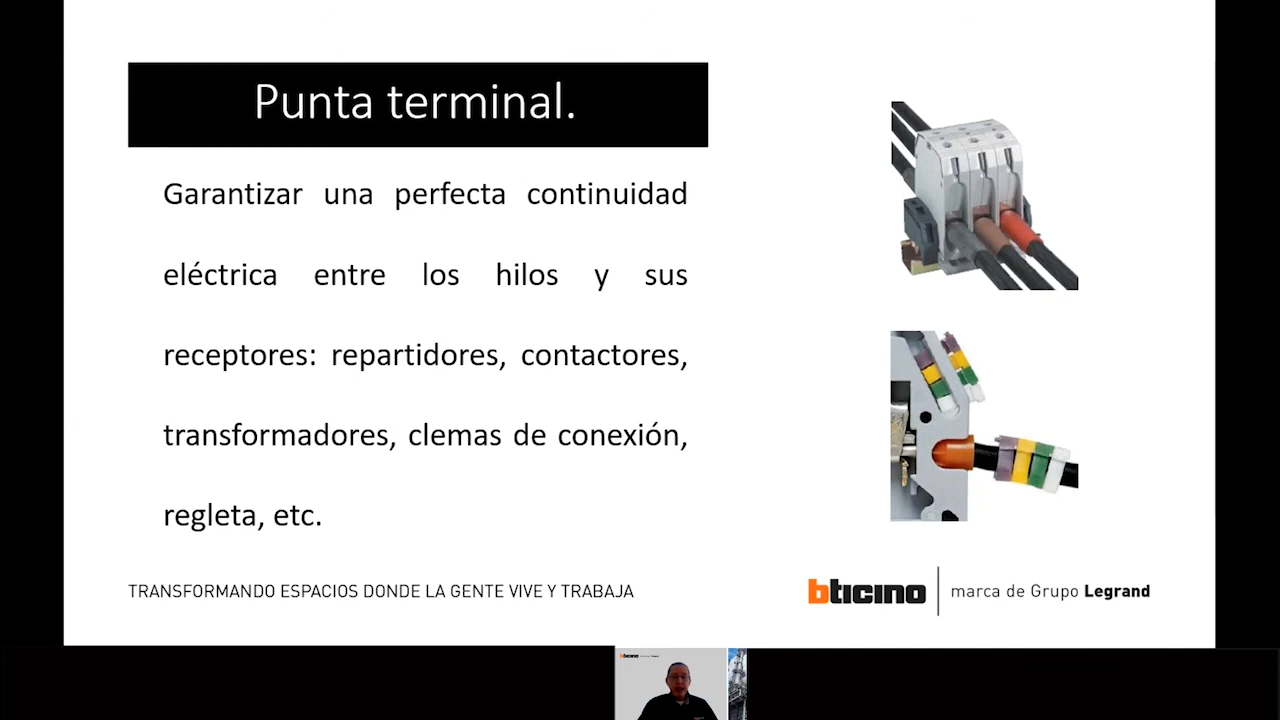 Punta terminal.
Garantizar una perfecta continuidad
eléctrica entre los hilos y sus
receptores: repartidores, contactores,
transformadores, clemas de conexión,
regleta, etc.
TRANSFORMANDO ESPACIOS DONDE LA GENTE VIVE Y TRABAJA
bticino marca de Grupo Legrand
bticino